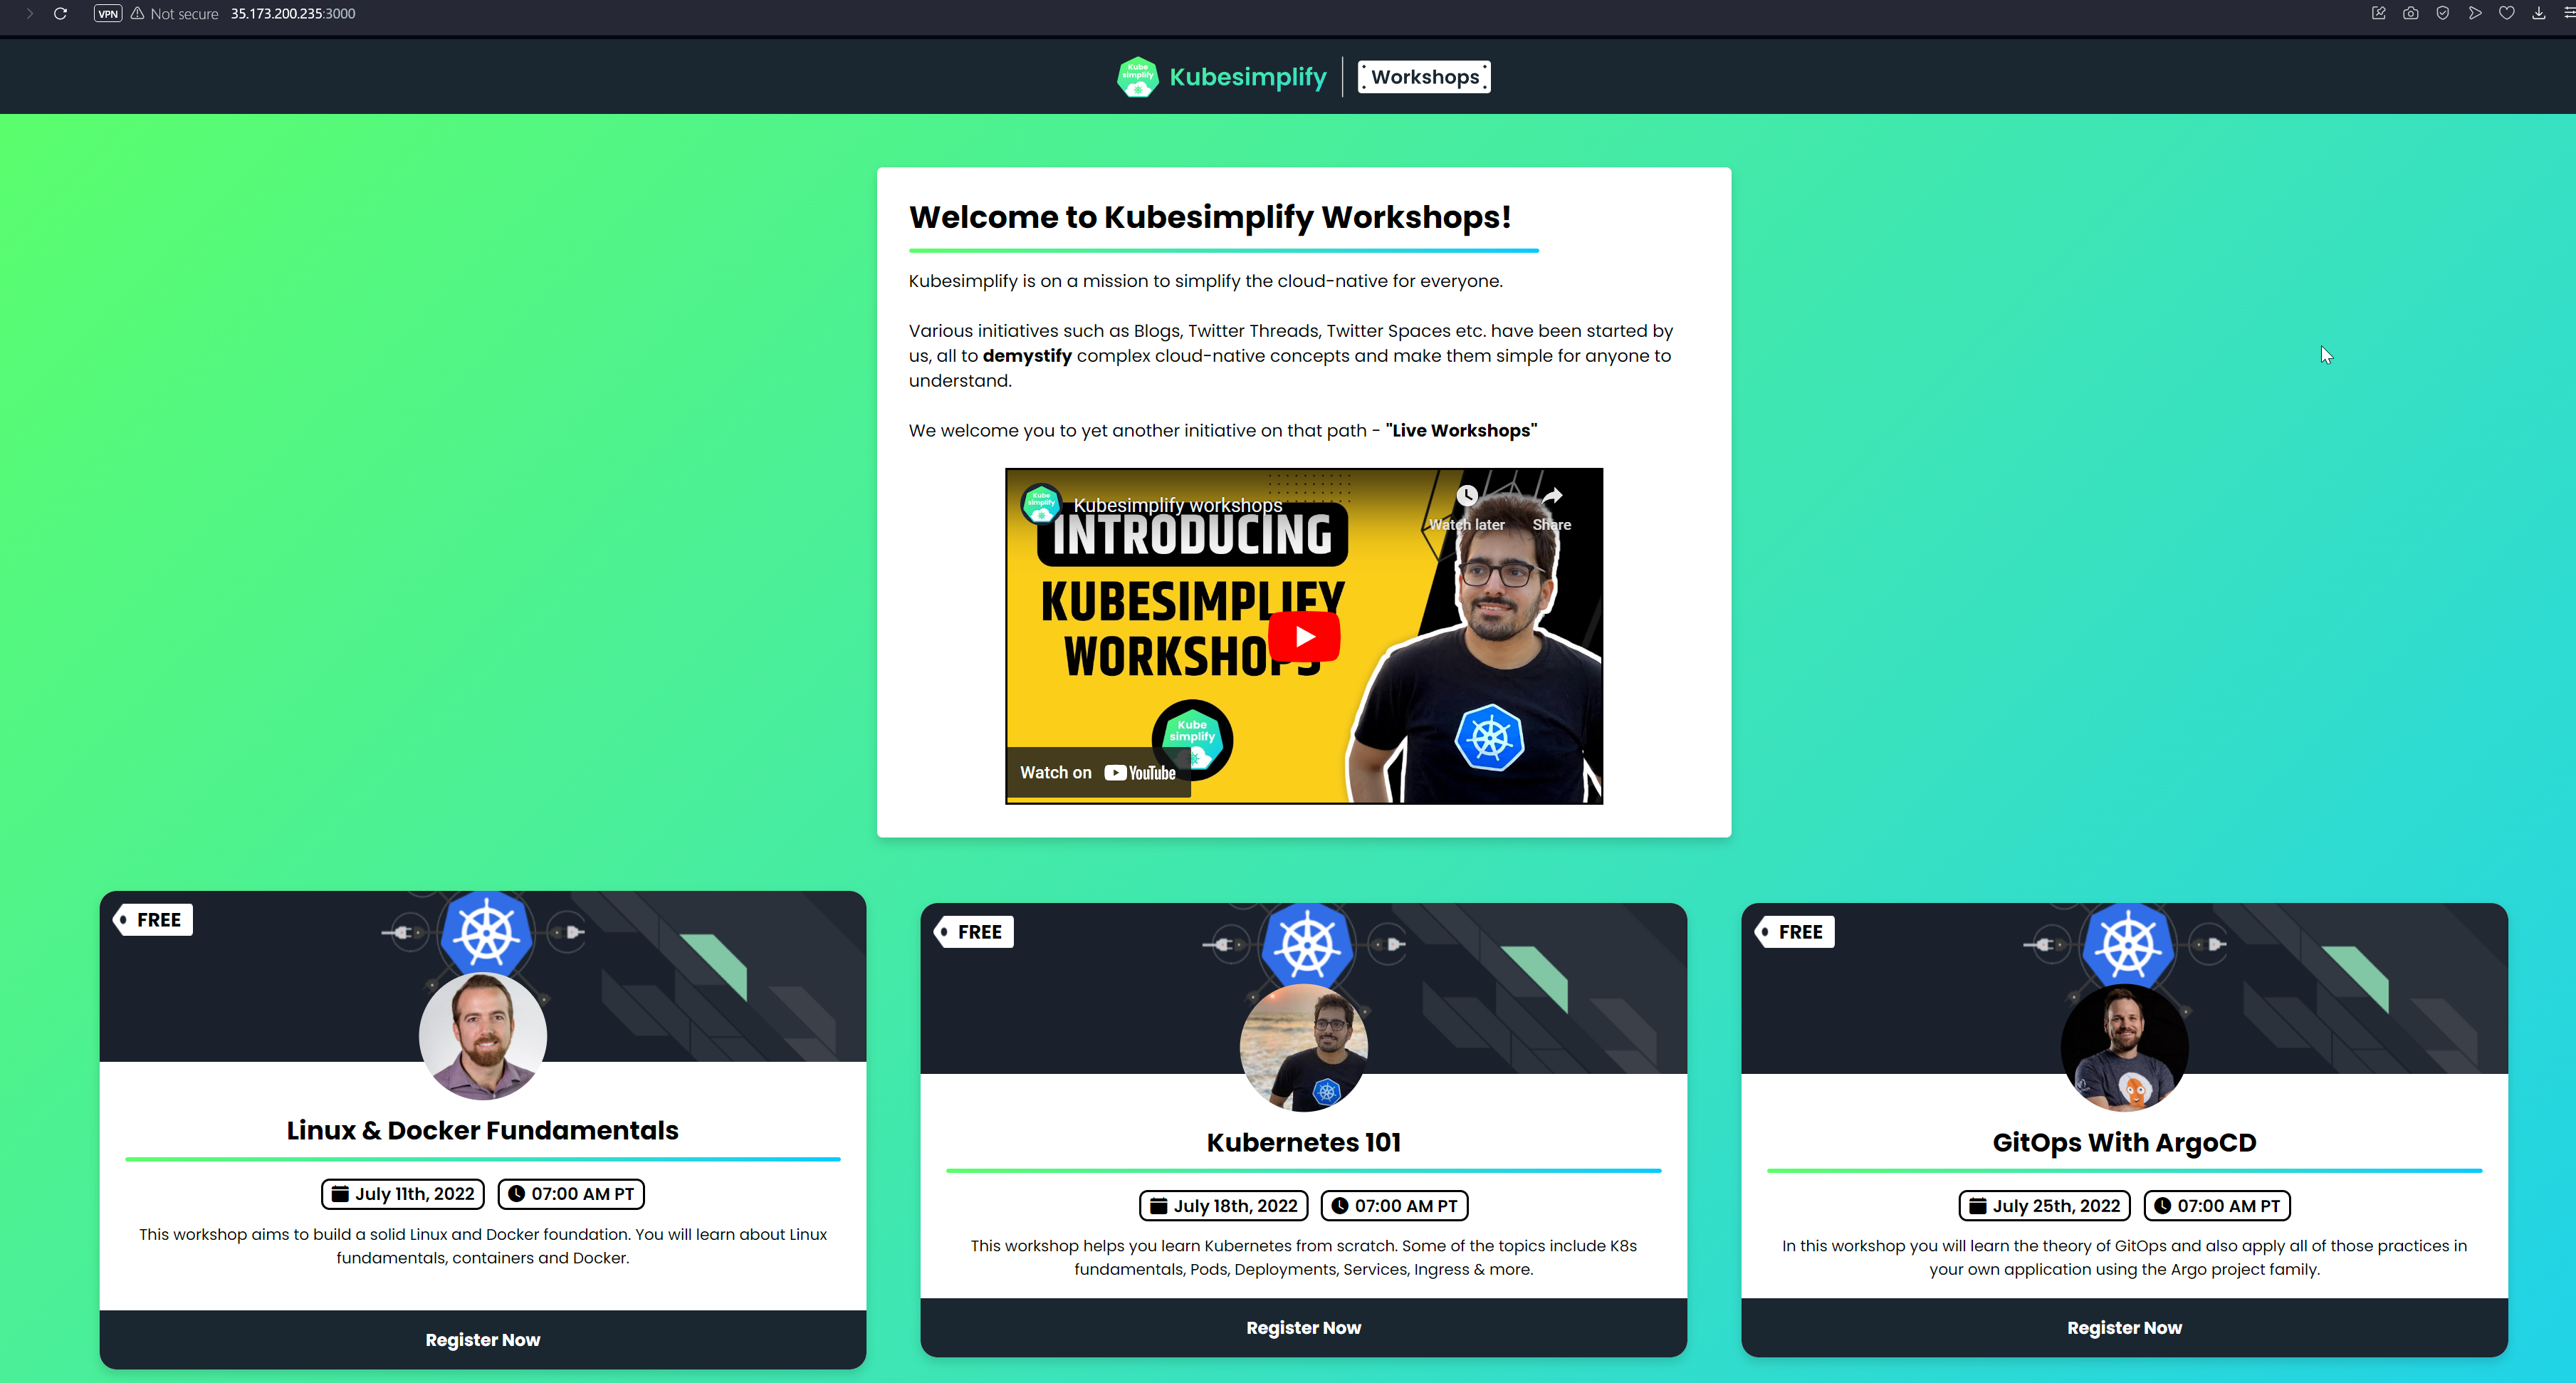 VPN Not secure 35.173.200.235:3000
Kube
simplify
Kubesimplify
Workshops
Welcome to Kubesimplify Workshops!
Kubesimplify is on a mission to simplify the cloud-native for everyone.
Various initiatives such as Blogs, Twitter Threads, Twitter Spaces etc. have been started by
us, all to demystify complex cloud-native concepts and make them simple for anyone to
understand.
We welcome you to yet another initiative on that path - "Live Workshops"
Kube
simplify
Kubesimplify workshops
Watch later
Share
INTRODUCING
KUBESIMPLIFY
WORKSHOPS
Kube
simplify
Watch on YouTube
FREE
Linux & Docker Fundamentals
July 11th, 2022
07:00 AM PT
This workshop aims to build a solid Linux and Docker foundation. You will learn about Linux
fundamentals, containers and Docker.
Register Now
FREE
Kubernetes 101
July 18th, 2022
07:00 AM PT
This workshop helps you learn Kubernetes from scratch. Some of the topics include K8s
fundamentals, Pods, Deployments, Services, Ingress & more.
Register Now
FREE
GitOps With ArgoCD
July 25th, 2022
07:00 AM PT
In this workshop you will learn the theory of GitOps and also apply all of those practices in
your own application using the Argo project family.
Register Now